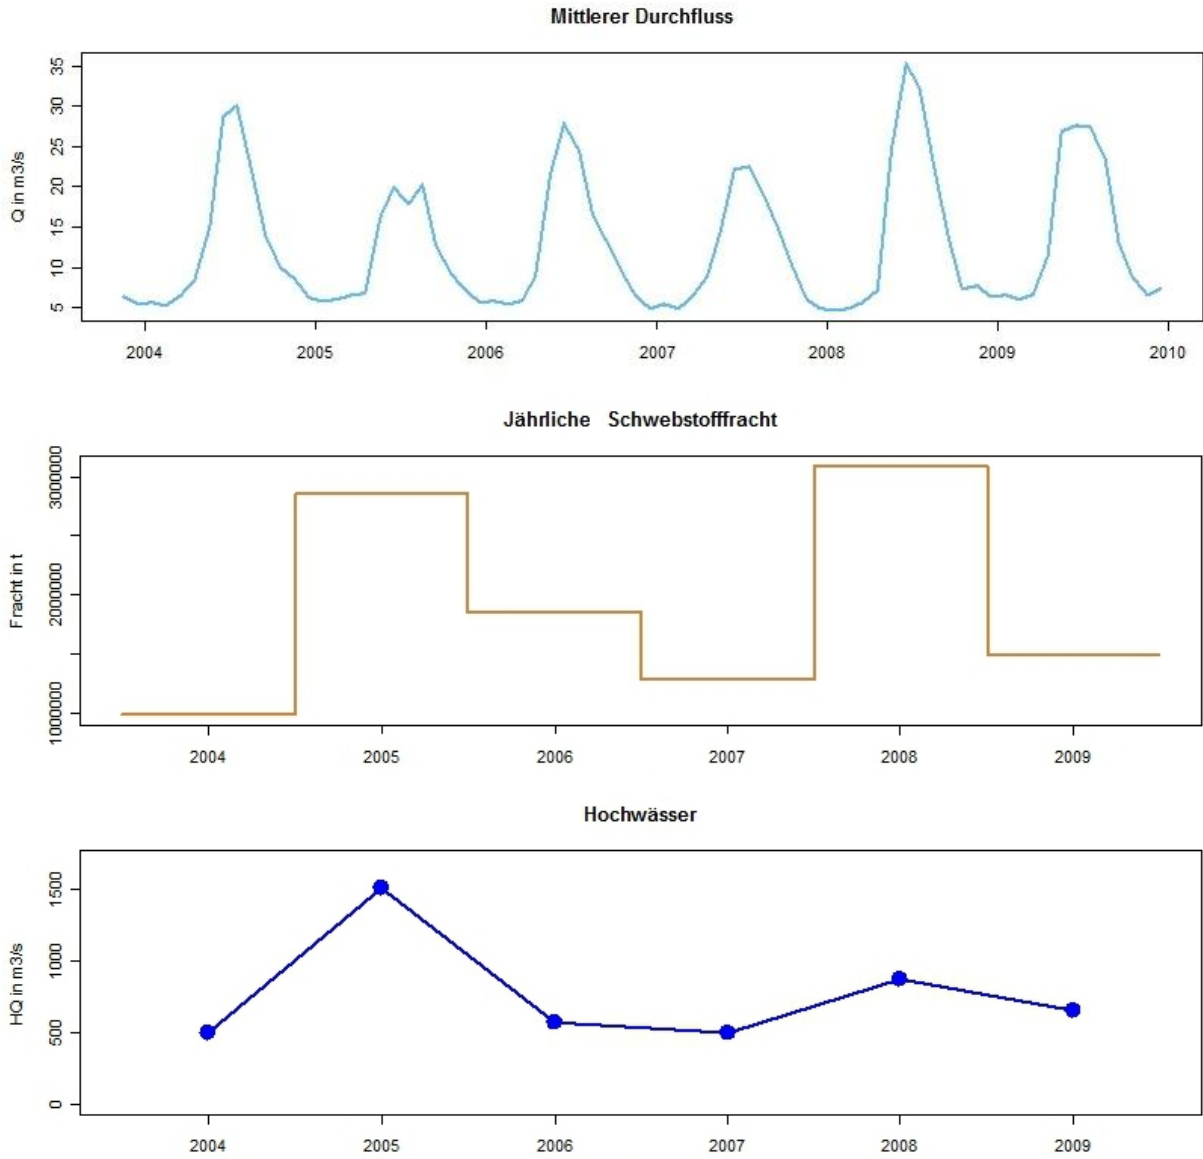 Mittlerer Durchfluss
Q in m3/s
35
30
25
20
15
10
5
2004 2005 2006 2007 2008 2009 2010
Jährliche Schwebstofffracht
Fracht in t
3000000
2000000
1000000
2004 2005 2006 2007 2008 2009
Hochwässer
HQ in m3/s
1500
1000
500
0
2004 2005 2006 2007 2008 2009